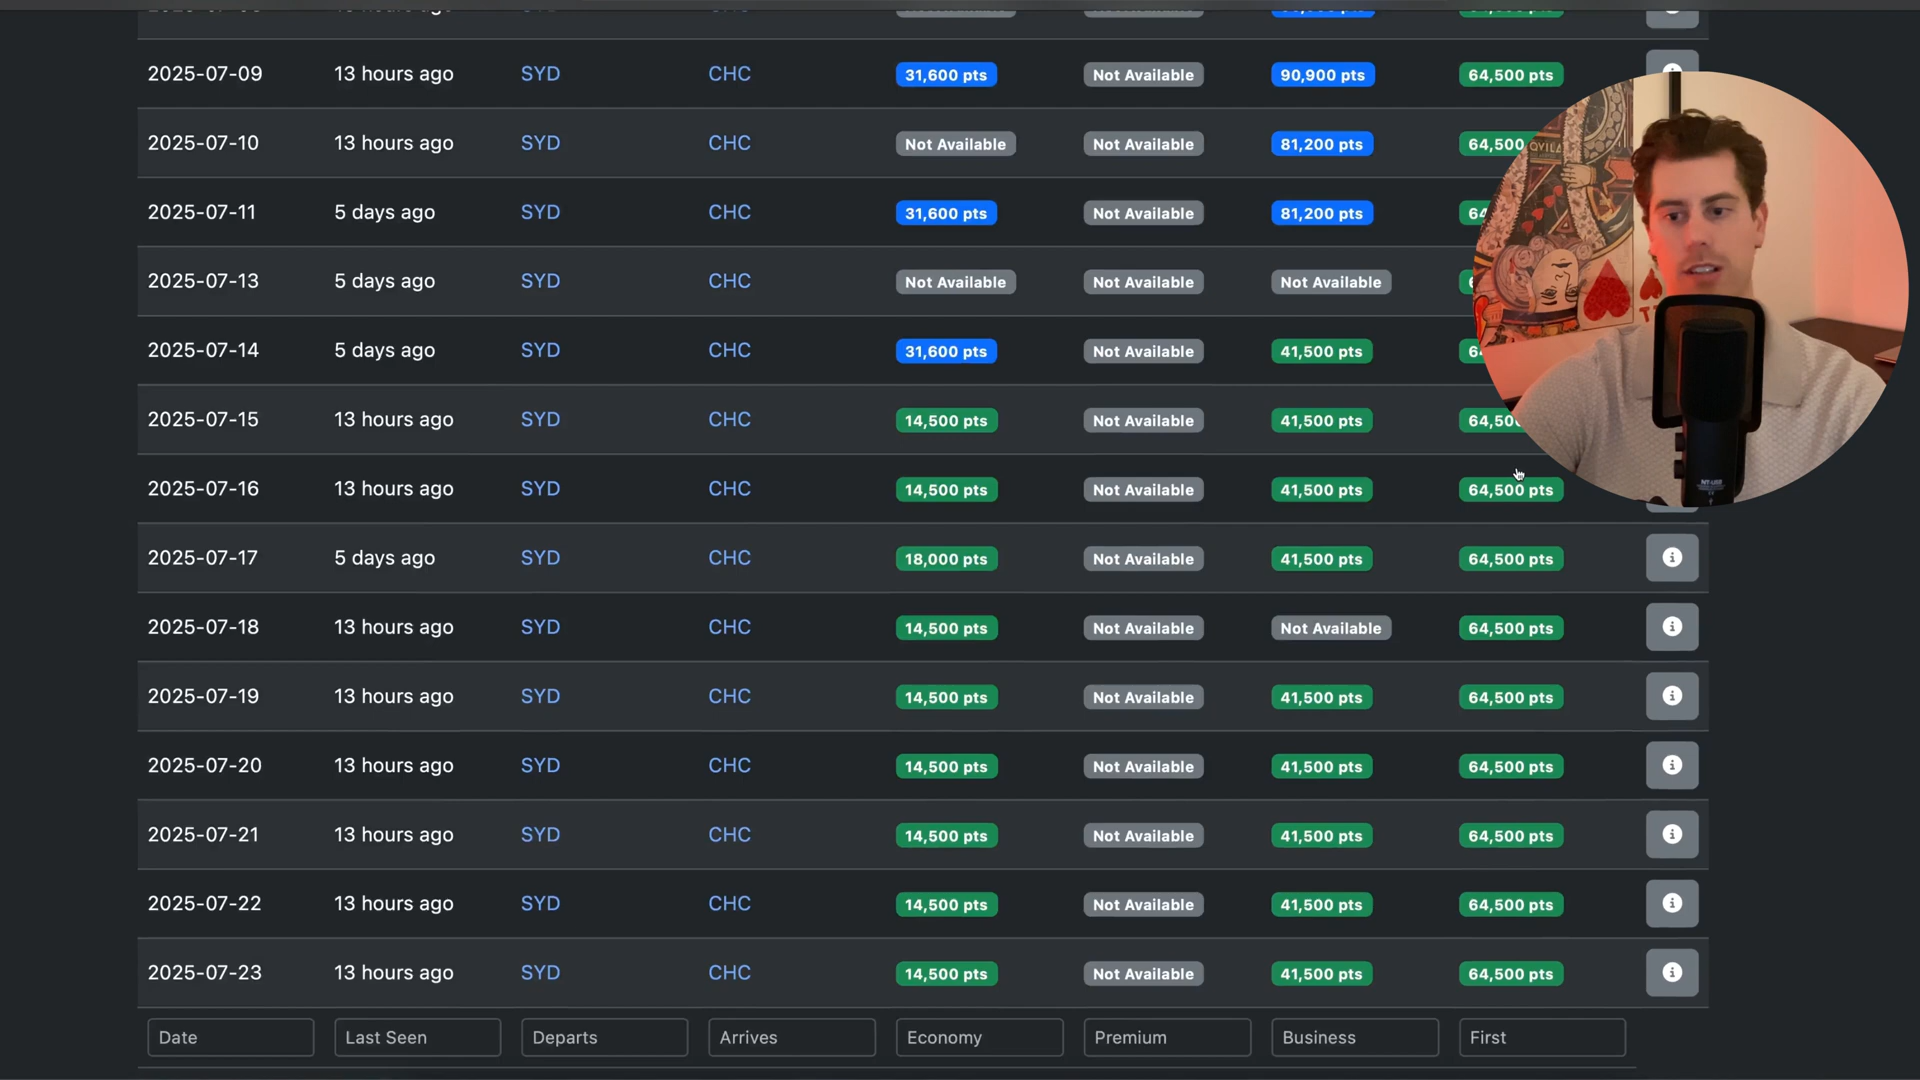 2025-07-09 13 hours ago SYD CHC 31,600 pts Not Available 90,900 pts 64,500 pts
2025-07-10 13 hours ago SYD CHC Not Available Not Available 81,200 pts 64,500
2025-07-11 5 days ago SYD CHC 31,600 pts Not Available 81,200 pts 64
2025-07-13 5 days ago SYD CHC Not Available Not Available Not Available
2025-07-14 5 days ago SYD CHC 31,600 pts Not Available 41,500 pts 64
2025-07-15 13 hours ago SYD CHC 14,500 pts Not Available 41,500 pts 64,500
2025-07-16 13 hours ago SYD CHC 14,500 pts Not Available 41,500 pts 64,500 pts
2025-07-17 5 days ago SYD CHC 18,000 pts Not Available 41,500 pts 64,500 pts
2025-07-18 13 hours ago SYD CHC 14,500 pts Not Available Not Available 64,500 pts
2025-07-19 13 hours ago SYD CHC 14,500 pts Not Available 41,500 pts 64,500 pts
2025-07-20 13 hours ago SYD CHC 14,500 pts Not Available 41,500 pts 64,500 pts
2025-07-21 13 hours ago SYD CHC 14,500 pts Not Available 41,500 pts 64,500 pts
2025-07-22 13 hours ago SYD CHC 14,500 pts Not Available 41,500 pts 64,500 pts
2025-07-23 13 hours ago SYD CHC 14,500 pts Not Available 41,500 pts 64,500 pts
Date Last Seen Departs Arrives Economy Premium Business First